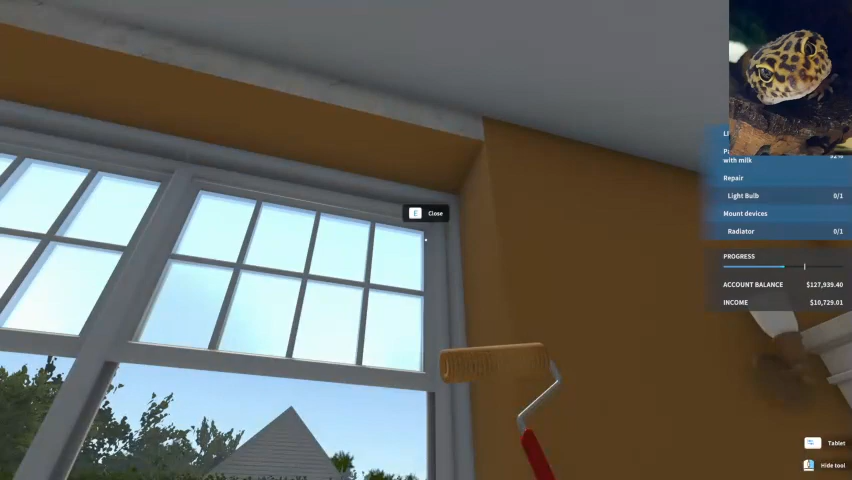 E Close
with milk
Repair
Light Bulb 0/1
Mount devices
Radiator 0/1
PROGRESS
ACCOUNT BALANCE $127,939.40
INCOME $10,729.01
Tablet
Hide tool